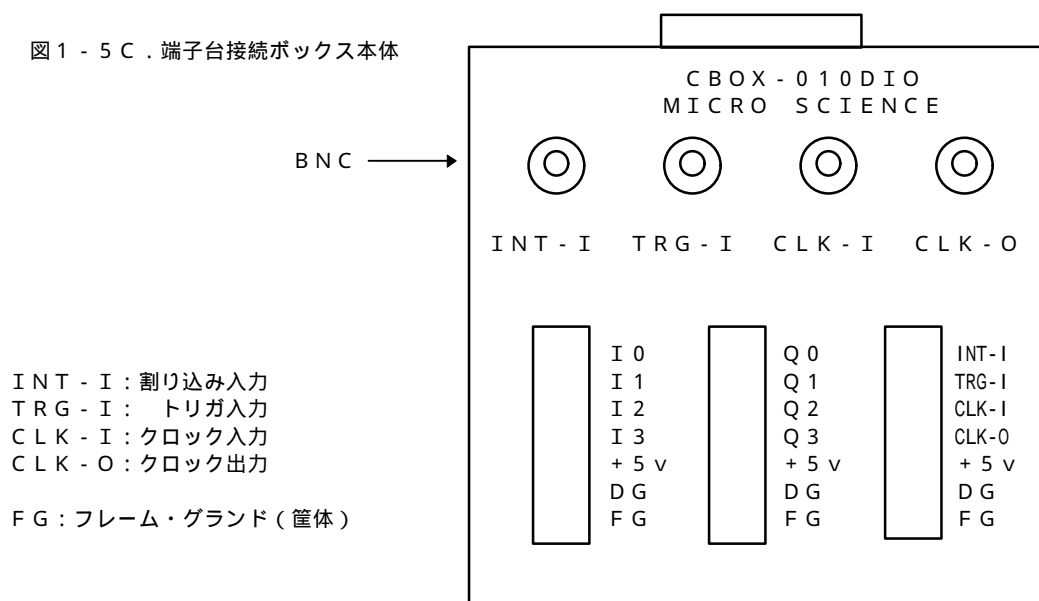 図１－５Ｃ．端子台接続ボックス本体
ＣＢＯＸ－０１０ＤＩＯ
ＭＩＣＲＯ ＳＣＩＥＮＣＥ
ＢＮＣ
ＩＮＴ－Ｉ ＴＲＧ－Ｉ ＣＬＫ－Ｉ ＣＬＫ－Ｏ
ＩＮＴ－Ｉ：割り込み入力
ＴＲＧ－Ｉ：　トリガ入力
ＣＬＫ－Ｉ：クロック入力
ＣＬＫ－Ｏ：クロック出力
ＦＧ：フレーム・グランド（筐体）
Ｉ０
Ｉ１
Ｉ２
Ｉ３
＋５ｖ
ＤＧ
ＦＧ
Ｑ０
Ｑ１
Ｑ２
Ｑ３
＋５ｖ
ＤＧ
ＦＧ
INT-I
TRG-I
CLK-I
CLK-O
＋５ｖ
ＤＧ
ＦＧ